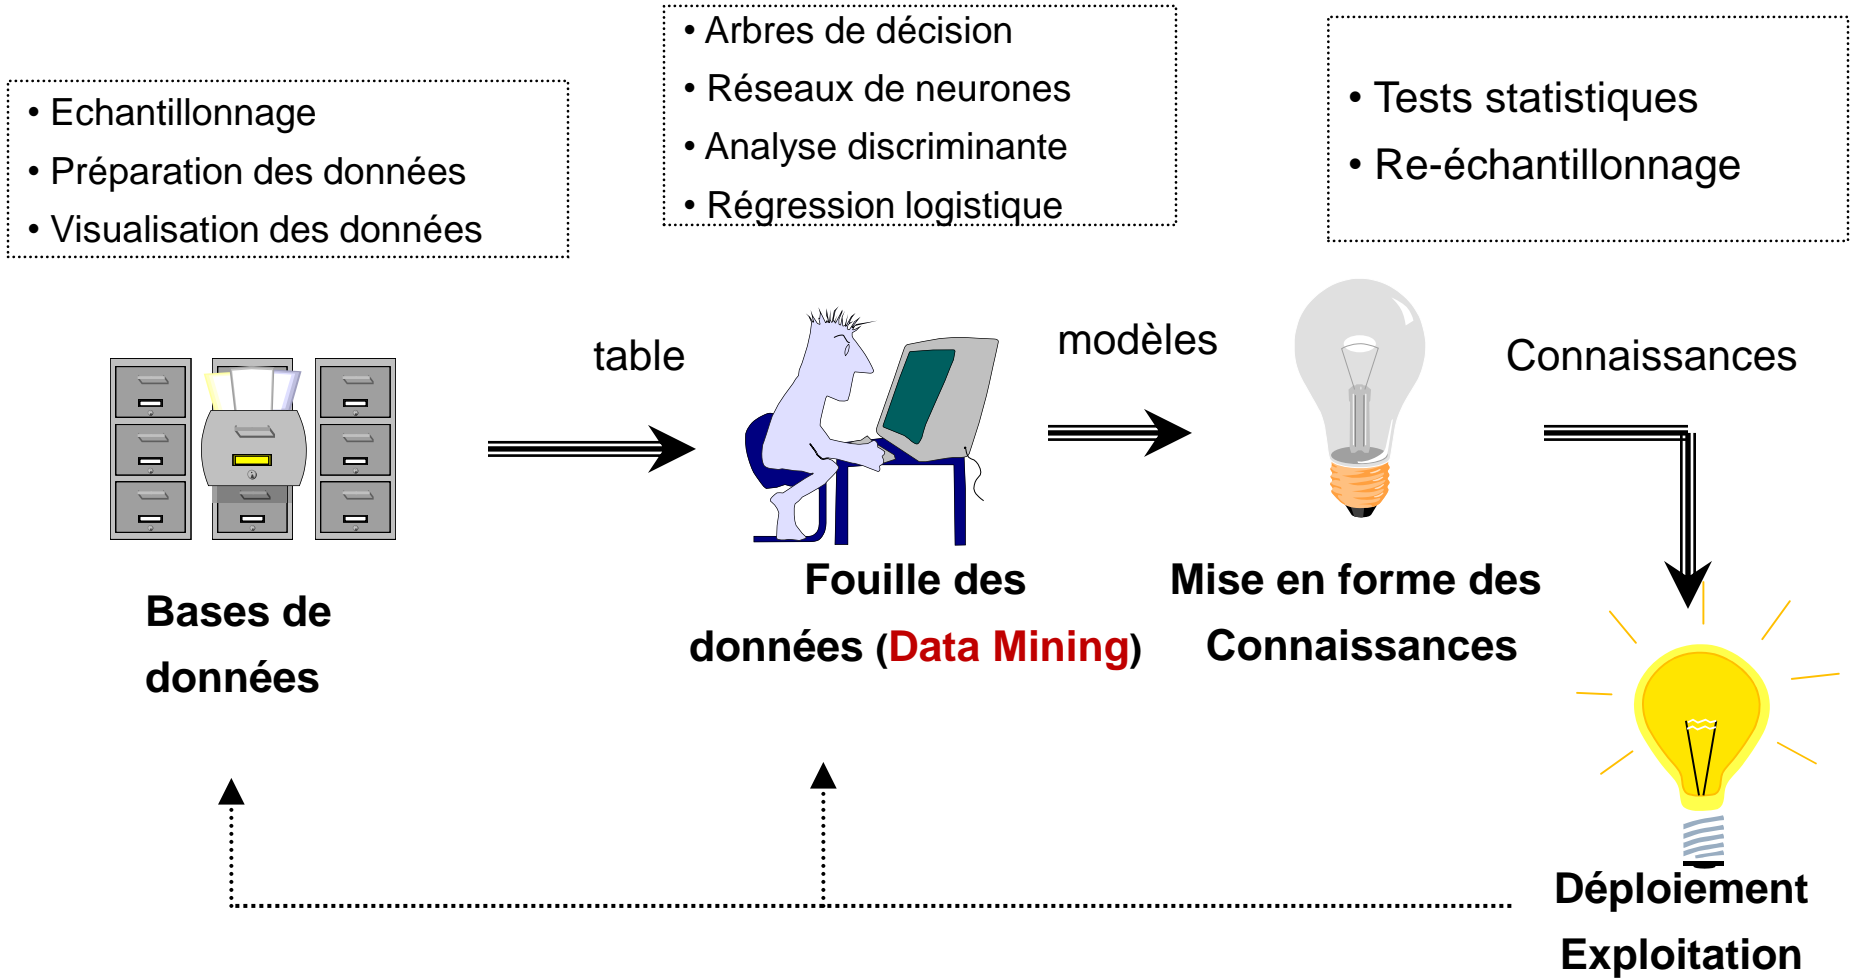 • Echantillonnage
• Préparation des données
• Visualisation des données
• Arbres de décision
• Réseaux de neurones
• Analyse discriminante
• Régression logistique
• Tests statistiques
• Re-échantillonnage
table
modèles
Connaissances
Bases de
données
Fouille des
données (Data Mining)
Mise en forme des
Connaissances
Déploiement
Exploitation